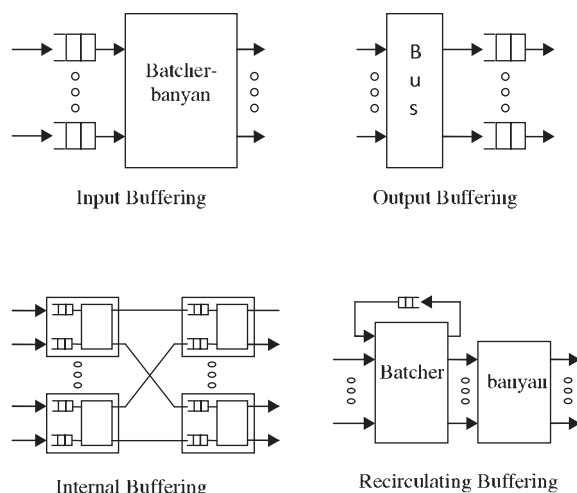 Batcher-
banyan
B
u
s
Input Buffering
Output Buffering
Batcher
banyan
Internal Buffering
Recirculating Buffering